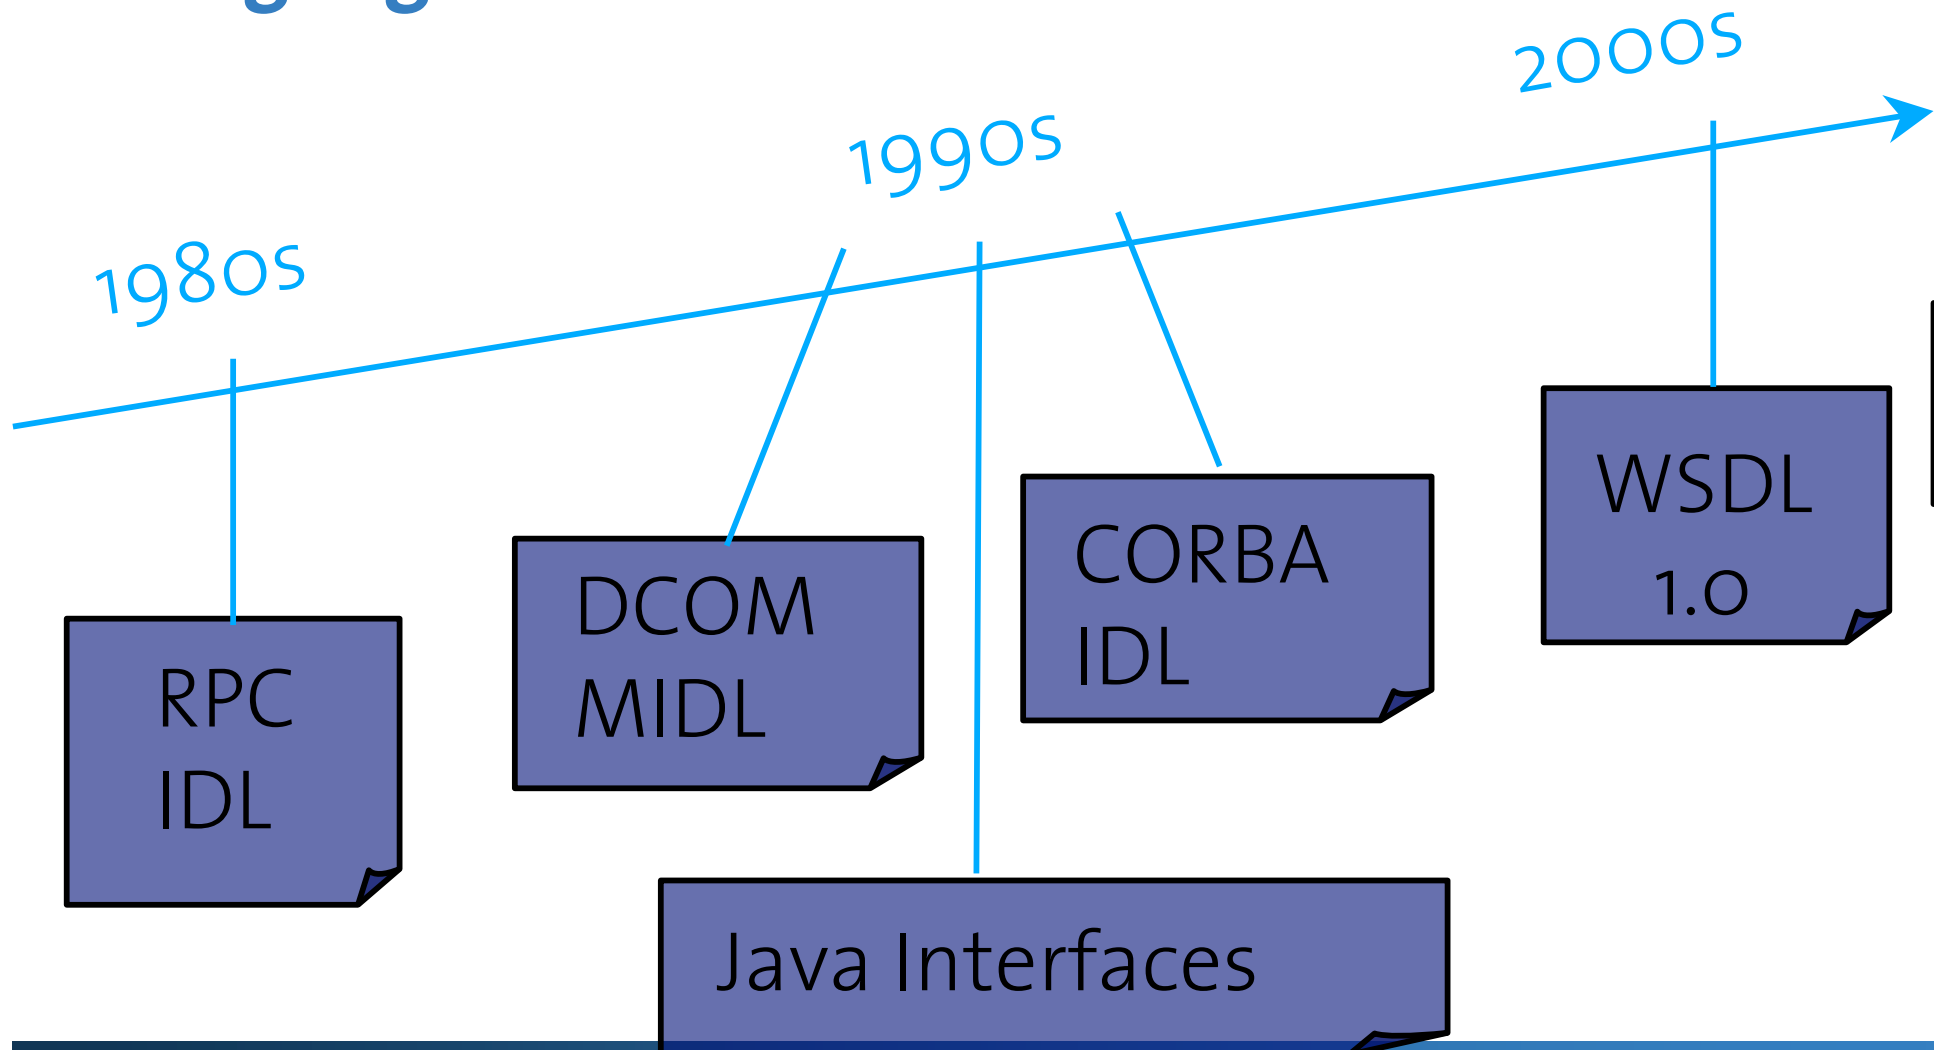 1980s
1990s
2000s
RPC
IDL
DCOM
MIDL
CORBA
IDL
WSDL
1.0
Java Interfaces